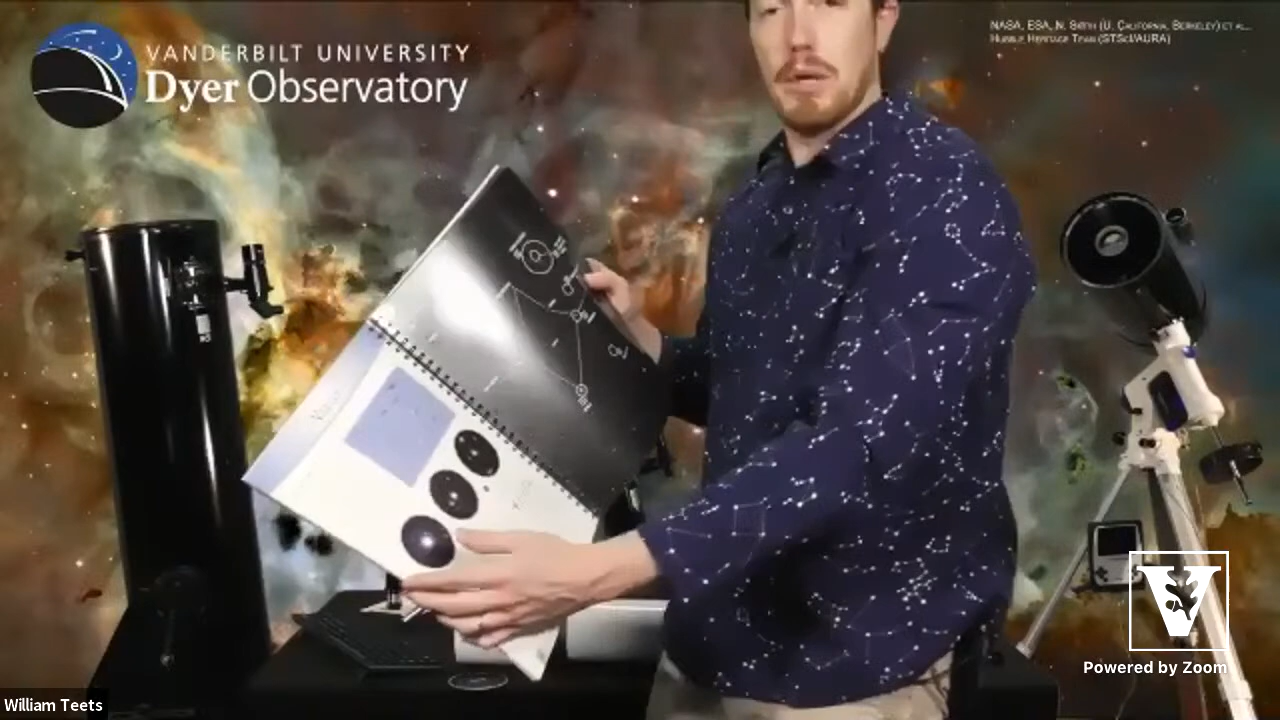 VANDERBILT UNIVERSITY
Dyer Observatory
NASA, ESA, N. Smith (U. California, Berkeley) et al.,
Hubble Heritage Team (STScI/AURA)
V
Powered by Zoom
William Teets